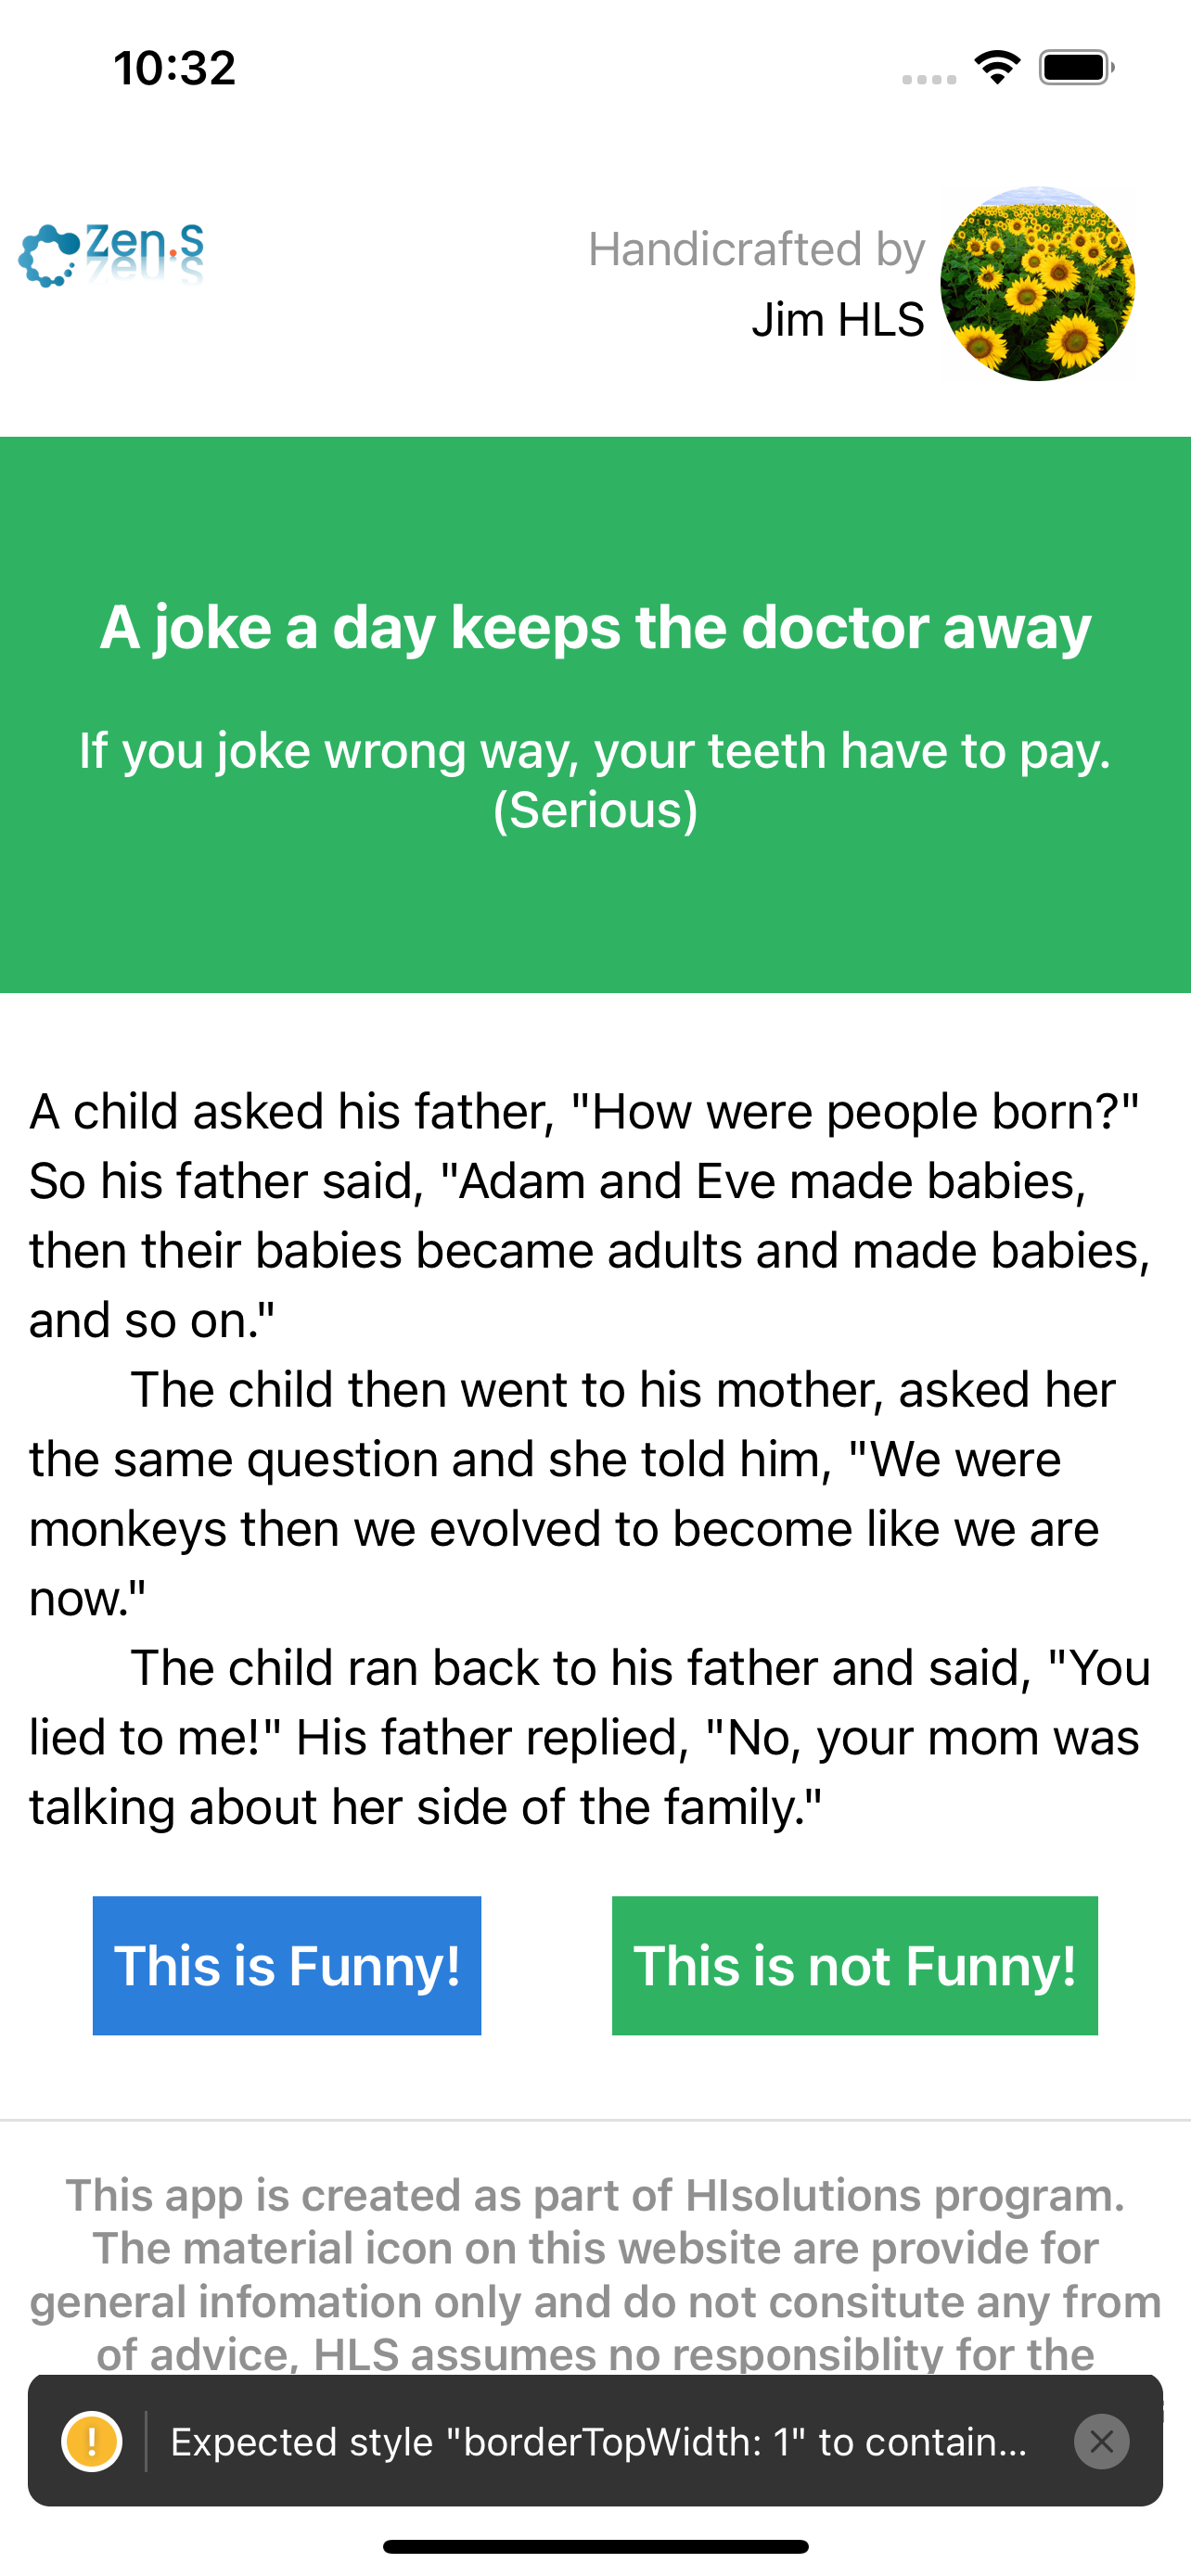 10:32
Zen.S
Handicrafted by
Jim HLS
A joke a day keeps the doctor away
If you joke wrong way, your teeth have to pay.
(Serious)
A child asked his father, "How were people born?"
So his father said, "Adam and Eve made babies,
then their babies became adults and made babies,
and so on."
The child then went to his mother, asked her
the same question and she told him, "We were
monkeys then we evolved to become like we are
now."
The child ran back to his father and said, "You
lied to me!" His father replied, "No, your mom was
talking about her side of the family."
This is Funny!
This is not Funny!
This app is created as part of Hlsolutions program.
The material icon on this website are provide for
general infomation only and do not consitute any from
of advice, HLS assumes no responsiblity for the
! Expected style "borderTopWidth: 1" to contain...